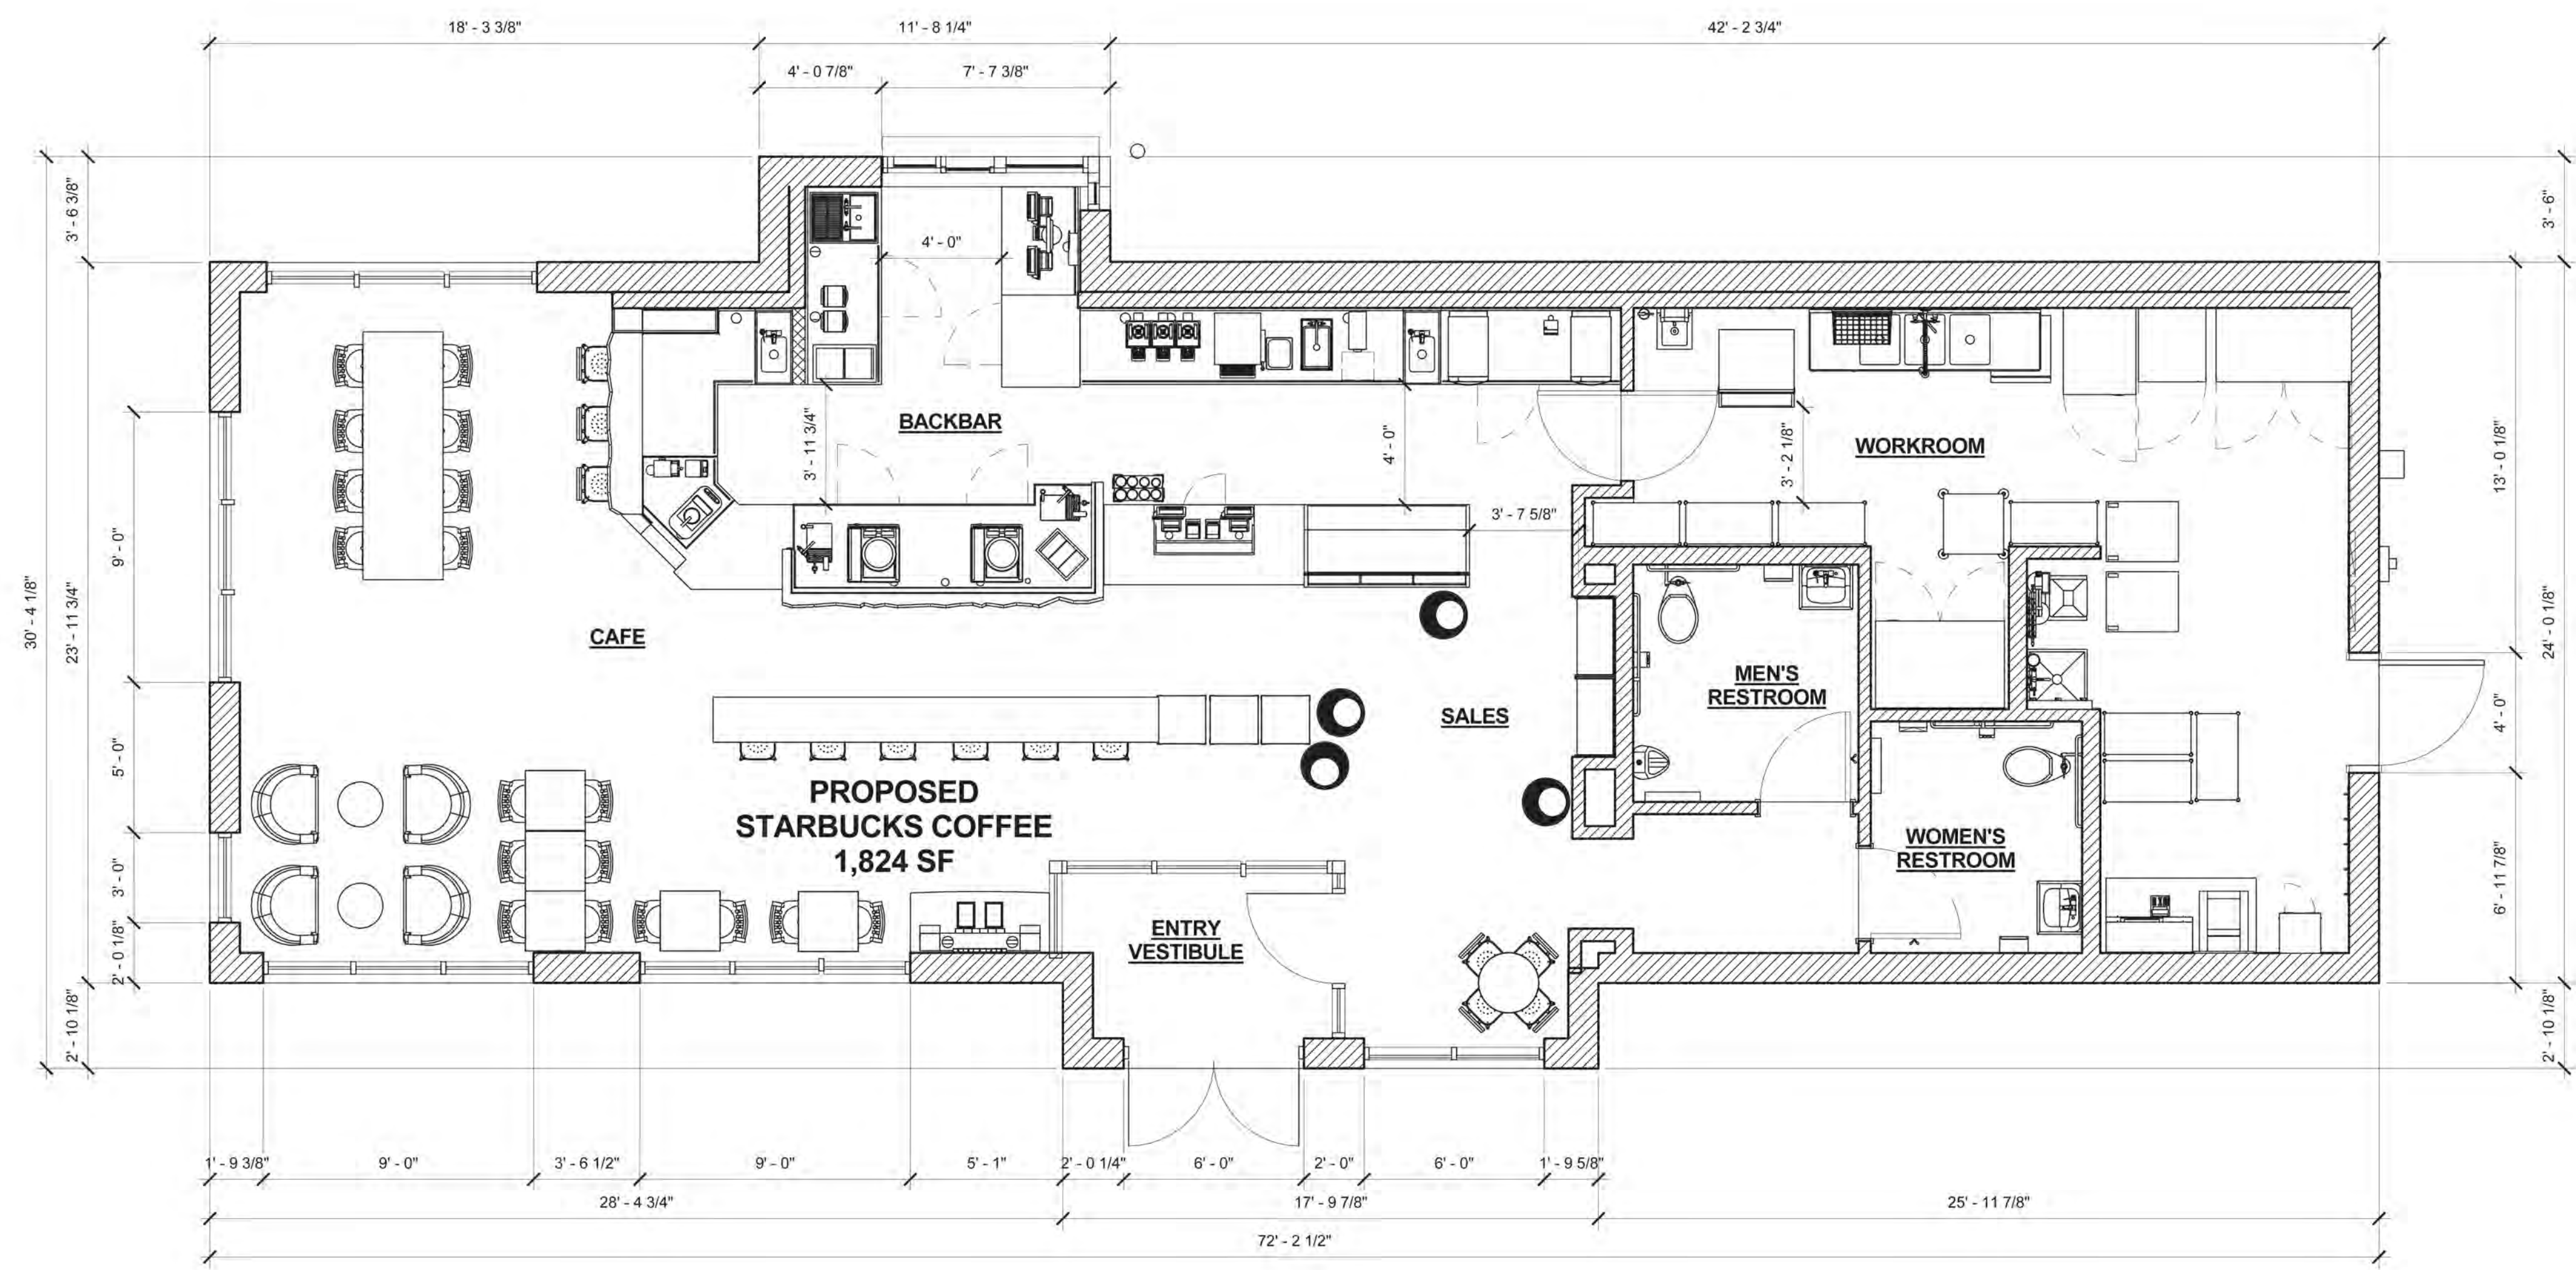 18' - 3 3/8"
11' - 8 1/4"
42' - 2 3/4"
4' - 0 7/8"
7' - 7 3/8"
3' - 6 3/8"
3' - 6"
4' - 0"
BACKBAR
3' - 11 3/4"
4' - 0"
3' - 2 1/8"
WORKROOM
13' - 0 1/8"
9' - 0"
3' - 7 5/8"
30' - 4 1/8"
23' - 11 3/4"
24' - 0 1/8"
CAFE
MEN'S
RESTROOM
SALES
5' - 0"
4' - 0"
PROPOSED
STARBUCKS COFFEE
1,824 SF
WOMEN'S
RESTROOM
3' - 0"
6' - 11 7/8"
ENTRY
VESTIBULE
2' - 0 1/8"
2' - 10 1/8"
2' - 10 1/8"
1' - 9 3/8"
9' - 0"
3' - 6 1/2"
9' - 0"
5' - 1"
2' - 0 1/4"
6' - 0"
2' - 0"
6' - 0"
1' - 9 5/8"
28' - 4 3/4"
17' - 9 7/8"
25' - 11 7/8"
72' - 2 1/2"